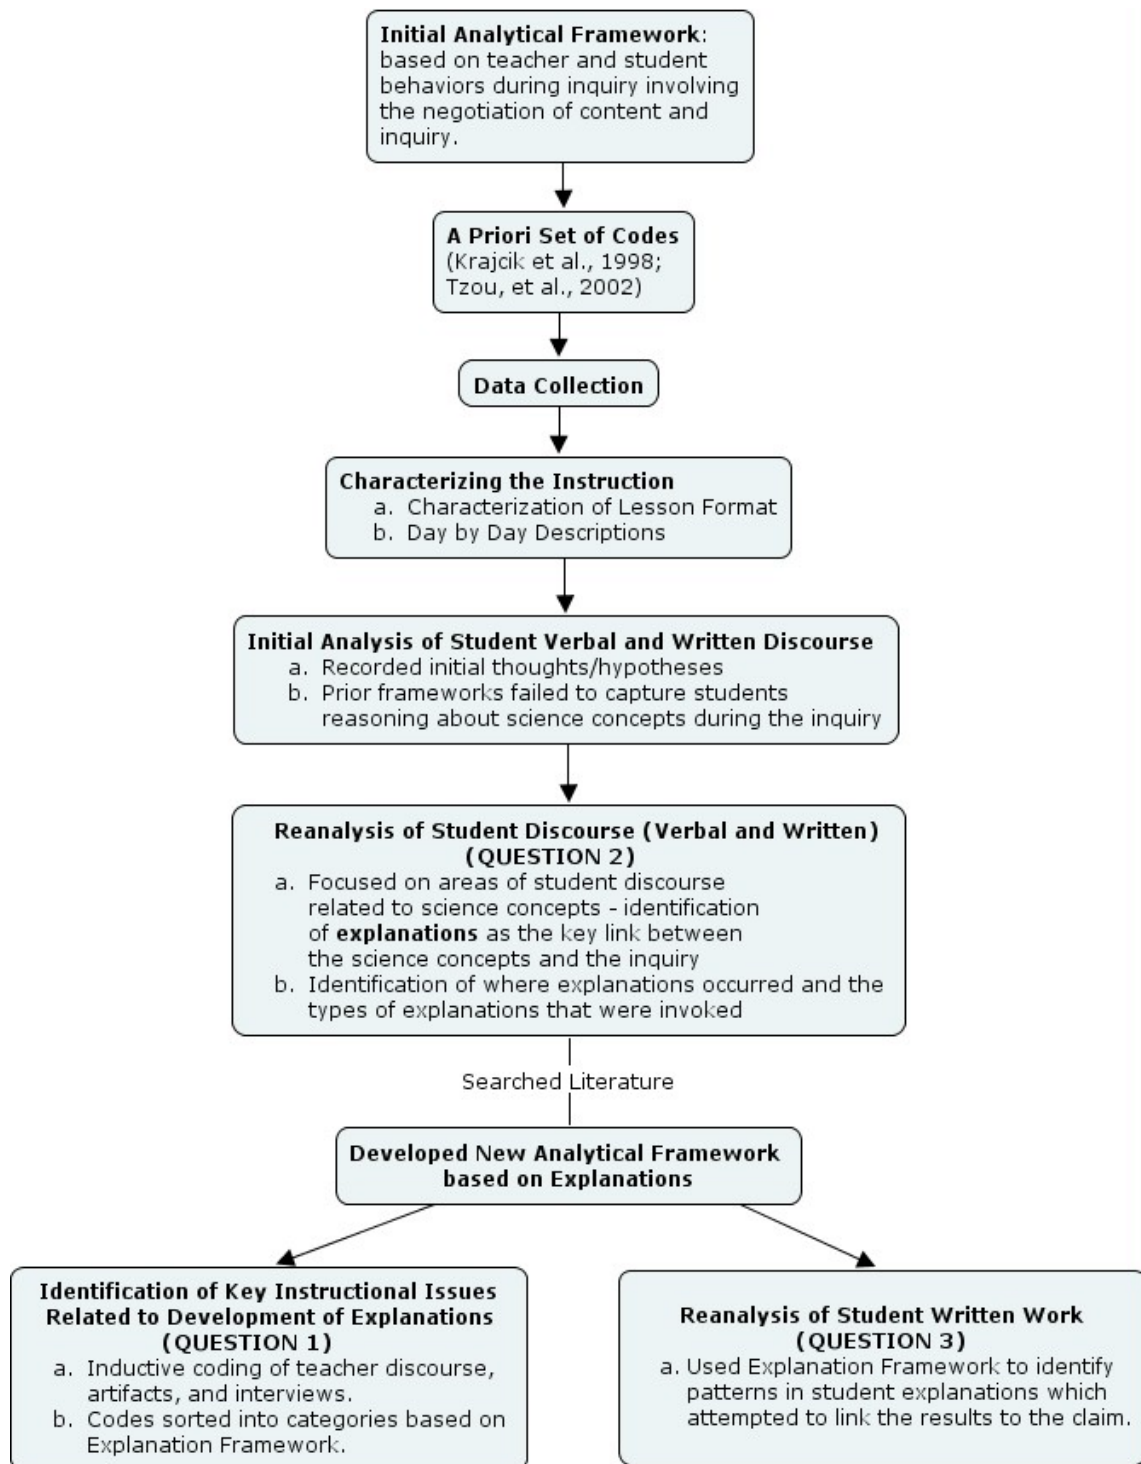 Initial Analytical Framework:
based on teacher and student
behaviors during inquiry involving
the negotiation of content and
inquiry.
A Priori Set of Codes
(Krajcik et al., 1998;
Tzou, et al., 2002)
Data Collection
Characterizing the Instruction
a. Characterization of Lesson Format
b. Day by Day Descriptions
Initial Analysis of Student Verbal and Written Discourse
a. Recorded initial thoughts/hypotheses
b. Prior frameworks failed to capture students
reasoning about science concepts during the inquiry
Reanalysis of Student Discourse (Verbal and Written)
(QUESTION 2)
a. Focused on areas of student discourse
related to science concepts - identification
of explanations as the key link between
the science concepts and the inquiry
b. Identification of where explanations occurred and the
types of explanations that were invoked
Searched Literature
Developed New Analytical Framework
based on Explanations
Identification of Key Instructional Issues
Related to Development of Explanations
(QUESTION 1)
a. Inductive coding of teacher discourse,
artifacts, and interviews.
b. Codes sorted into categories based on
Explanation Framework.
Reanalysis of Student Written Work
(QUESTION 3)
a. Used Explanation Framework to identify
patterns in student explanations which
attempted to link the results to the claim.